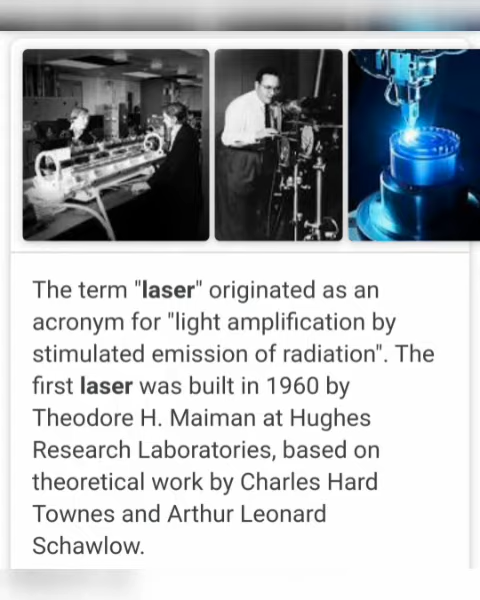 The term "laser" originated as an
acronym for "light amplification by
stimulated emission of radiation". The
first laser was built in 1960 by
Theodore H. Maiman at Hughes
Research Laboratories, based on
theoretical work by Charles Hard
Townes and Arthur Leonard
Schawlow.